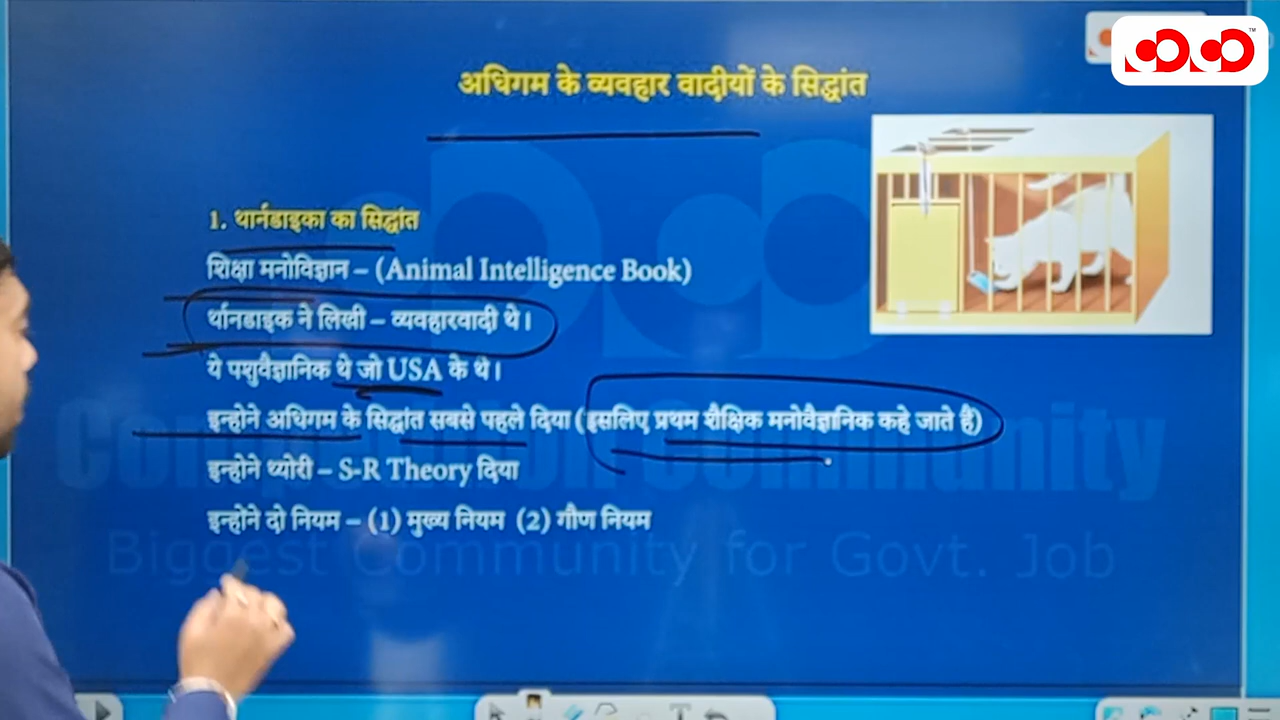 अधिगम के व्यवहार वादीयों के सिद्धांत
1. थार्नडाइका का सिद्धांत
शिक्षा मनोविज्ञान – (Animal Intelligence Book)
र्थानडाइक ने लिखी – व्यवहारवादी थे।
ये पशुवैज्ञानिक थे जो USA के थे।
इन्होने अधिगम के सिद्धांत सबसे पहले दिया (इसलिए प्रथम शैक्षिक मनोवैज्ञानिक कहे जाते है)
इन्होने थ्योरी – S-R Theory दिया
इन्होने दो नियम – (1) मुख्य नियम (2) गौण नियम
Community
Biggest Community for Govt. Job